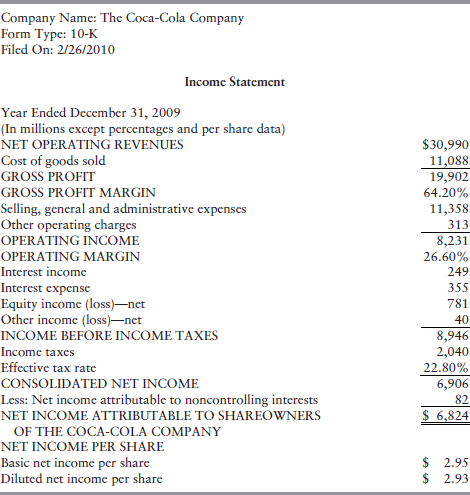 Company Name: The Coca-Cola Company
Form Type: 10-K
Filed On: 2/26/2010
Income Statement
Year Ended December 31, 2009
(In millions except percentages and per share data)
NET OPERATING REVENUES $30,990
Cost of goods sold 11,088
GROSS PROFIT 19,902
GROSS PROFIT MARGIN 64.20%
Selling, general and administrative expenses 11,358
Other operating charges 313
OPERATING INCOME 8,231
OPERATING MARGIN 26.60%
Interest income 249
Interest expense 355
Equity income (loss)—net 781
Other income (loss)—net 40
INCOME BEFORE INCOME TAXES 8,946
Income taxes 2,040
Effective tax rate 22.80%
CONSOLIDATED NET INCOME 6,906
Less: Net income attributable to noncontrolling interests 82
NET INCOME ATTRIBUTABLE TO SHAREOWNERS $ 6,824
OF THE COCA-COLA COMPANY
NET INCOME PER SHARE
Basic net income per share $ 2.95
Diluted net income per share $ 2.93